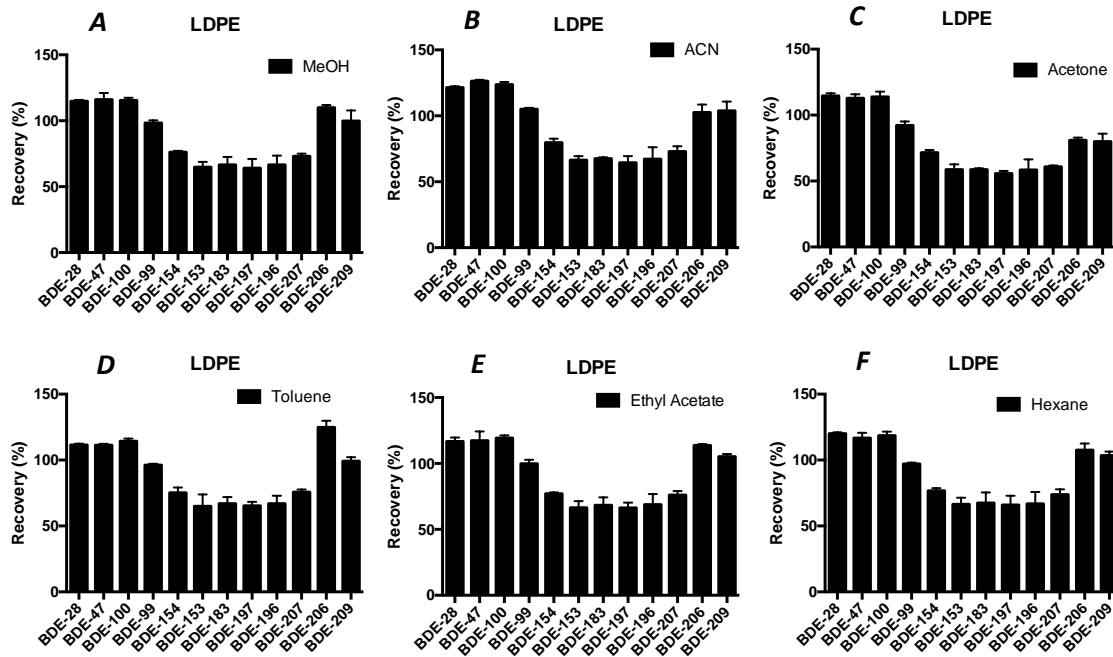 A
LDPE
MeOH
Recovery (%)
150
100
50
0
BDE-28
BDE-47
BDE-100
BDE-99
BDE-154
BDE-153
BDE-183
BDE-197
BDE-196
BDE-207
BDE-206
BDE-209
B
LDPE
ACN
Recovery (%)
150
100
50
0
BDE-28
BDE-47
BDE-100
BDE-99
BDE-154
BDE-153
BDE-183
BDE-197
BDE-196
BDE-207
BDE-206
BDE-209
C
LDPE
Acetone
Recovery (%)
150
100
50
0
BDE-28
BDE-47
BDE-100
BDE-99
BDE-154
BDE-153
BDE-183
BDE-197
BDE-196
BDE-207
BDE-206
BDE-209
D
LDPE
Toluene
Recovery (%)
150
100
50
0
BDE-28
BDE-47
BDE-100
BDE-99
BDE-154
BDE-153
BDE-183
BDE-197
BDE-196
BDE-207
BDE-206
BDE-209
E
LDPE
Ethyl Acetate
Recovery (%)
150
100
50
0
BDE-28
BDE-47
BDE-100
BDE-99
BDE-154
BDE-153
BDE-183
BDE-197
BDE-196
BDE-207
BDE-206
BDE-209
F
LDPE
Hexane
Recovery (%)
150
100
50
0
BDE-28
BDE-47
BDE-100
BDE-99
BDE-154
BDE-153
BDE-183
BDE-197
BDE-196
BDE-207
BDE-206
BDE-209